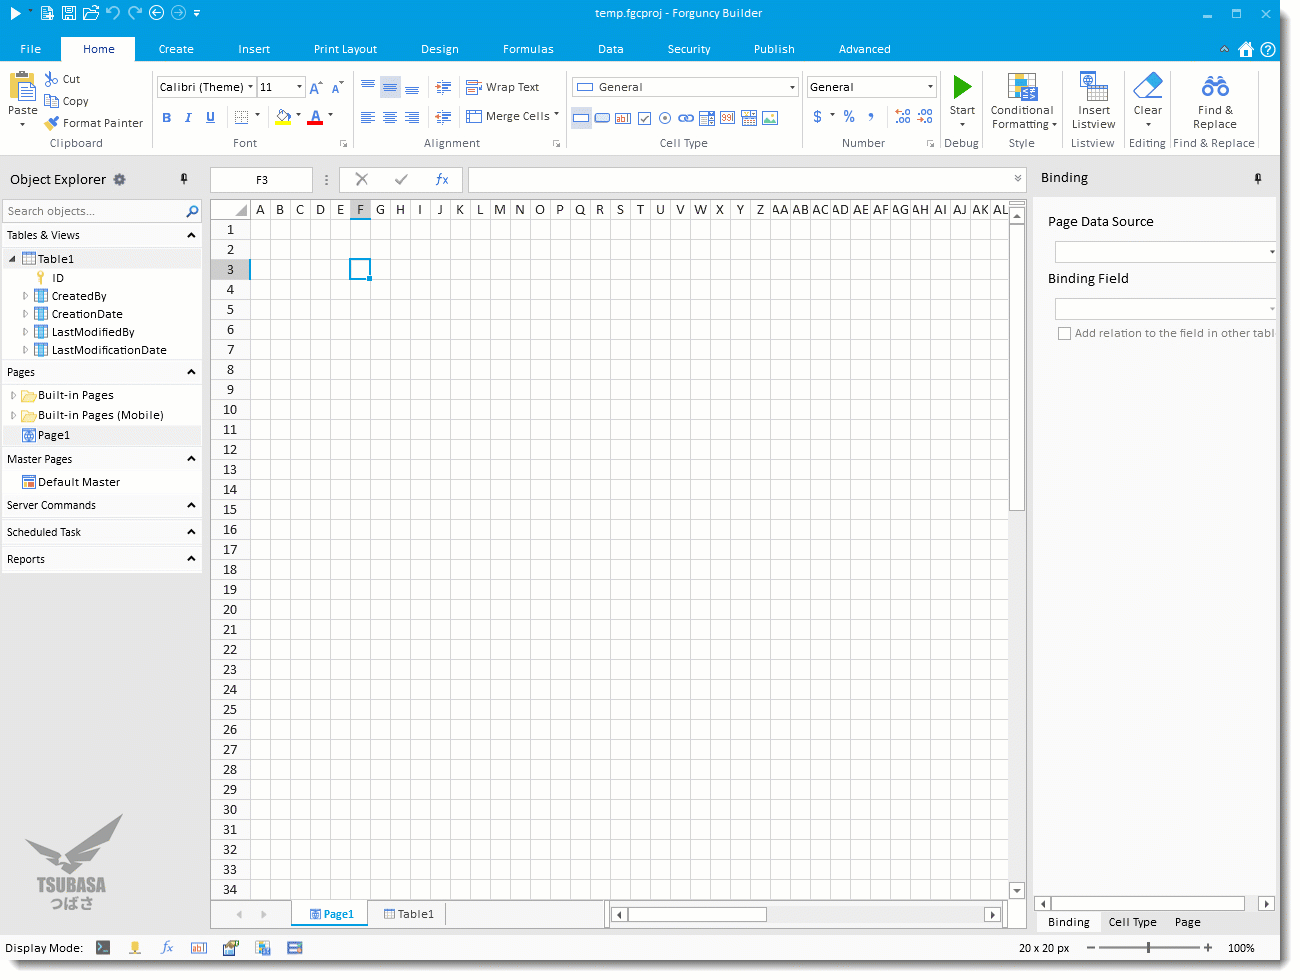 temp.fgcproj - Forguncy Builder
File Home Create Insert Print Layout Design Formulas Data Security Publish Advanced
Paste Cut Copy Format Painter
Clipboard
Calibri (Theme) 11
B I U A
Font
Wrap Text
Merge Cells
Alignment
General
Cell Type
General
$ % ,
Number
Start
Debug
Conditional
Formatting
Style
Insert
Listview
Listview
Clear
Editing
Find &
Replace
Find & Replace
Object Explorer
Search objects...
Tables & Views
Table1
ID
CreatedBy
CreationDate
LastModifiedBy
LastModificationDate
Pages
Built-in Pages
Built-in Pages (Mobile)
Page1
Master Pages
Default Master
Server Commands
Scheduled Task
Reports
TSUBASA
つばさ
F3 fx
A B C D E F G H I J K L M N O P Q R S T U V W X Y Z AA AB AC AD AE AF AG AH AI AJ AK AL
1
2
3
4
5
6
7
8
9
10
11
12
13
14
15
16
17
18
19
20
21
22
23
24
25
26
27
28
29
30
31
32
33
34
Page1 Table1
Binding
Page Data Source
Binding Field
Add relation to the field in other tabl
Binding Cell Type Page
Display Mode: fx ab
20 x 20 px 100%